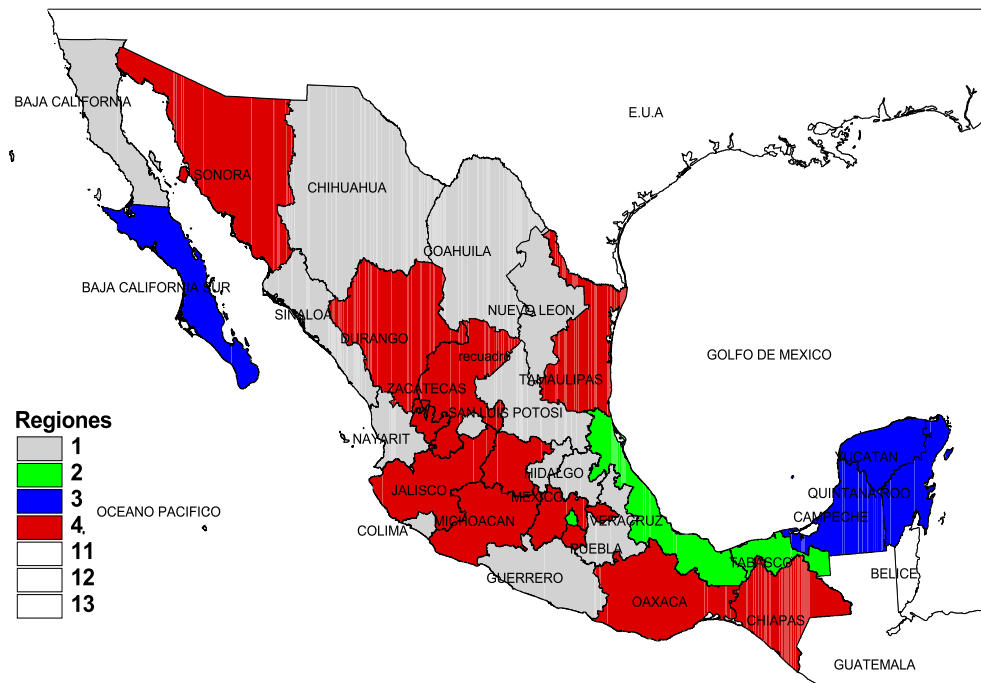 BAJA CALIFORNIA
E.U.A
SONORA
CHIHUAHUA
COAHUILA
BAJA CALIFORNIA SUR
SINALOA
NUEVO LEON
DURANGO
recuadro
GOLFO DE MEXICO
ZACATECAS
TAMAULIPAS
SAN LUIS POTOSI
NAYARIT
Regiones
1
2
3
4.
11
12
13
YUCATAN
HIDALGO
JALISCO
MEXICO
QUINTANA ROO
OCEANO PACIFICO
COLIMA
MICHOACAN
VERACRUZ
CAMPECHE
PUEBLA
TABASCO
BELICE
GUERRERO
OAXACA
CHIAPAS
GUATEMALA